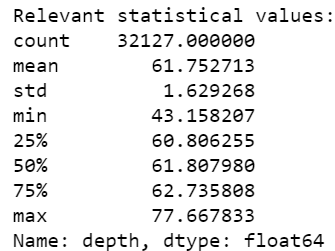 Relevant statistical values:
count    32127.000000
mean        61.752713
std          1.629268
min         43.158207
25%         60.806255
50%         61.807980
75%         62.735808
max         77.667833
Name: depth, dtype: float64